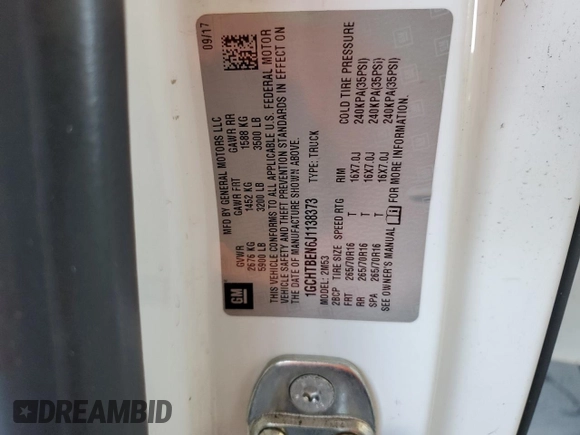 09/17
MFD BY GENERAL MOTORS LLC
GVWR GAWR FRT GAWR RR
2676 KG 1452 KG 1588 KG
5900 LB 3200 LB 3500 LB
THIS VEHICLE CONFORMS TO ALL APPLICABLE U.S. FEDERAL MOTOR
VEHICLE SAFETY AND THEFT PREVENTION STANDARDS IN EFFECT ON
THE DATE OF MANUFACTURE SHOWN ABOVE.
1GCHTBEN6J1138373 TYPE: TRUCK
MODEL: 2M53
2BCP TIRE SIZE SPEED RTG RIM COLD TIRE PRESSURE
FRT 265/70R16 T 16X7.0J 240KPA(35PSI)
RR 265/70R16 T 16X7.0J 240KPA(35PSI)
SPA 265/70R16 T 16X7.0J 240KPA(35PSI)
SEE OWNER'S MANUAL FOR MORE INFORMATION.
GM
DREAMBID